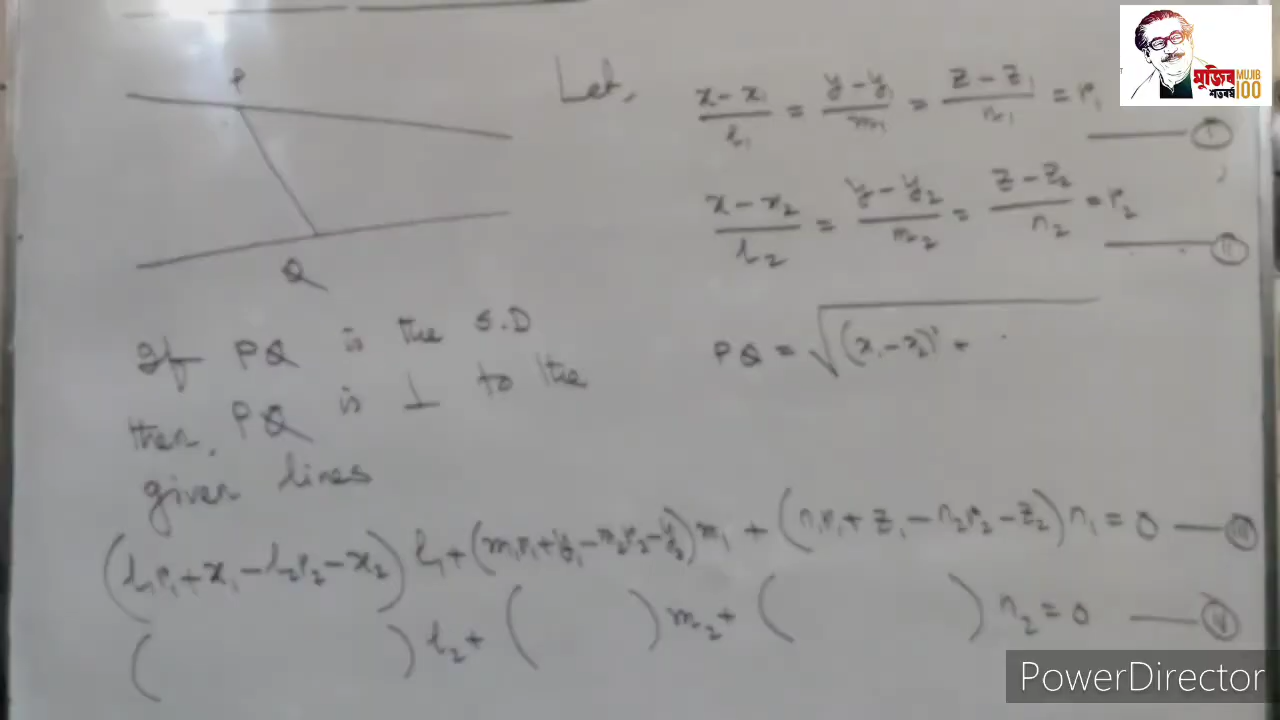 P
Q
Let,
(x - x₁)/l₁ = (y - y₁)/m₁ = (z - z₁)/n₁ = r₁ —— (I)
(x - x₂)/l₂ = (y - y₂)/m₂ = (z - z₂)/n₂ = r₂ —— (II)
If PQ is the S.D
then, PQ is ⊥ to the
given lines
PQ = √((x₁ - x₂)² +
(l₁r₁ + x₁ - l₂r₂ - x₂) l₁ + (m₁r₁ + y₁ - m₂r₂ - y₂) m₁ + (n₁r₁ + z₁ - n₂r₂ - z₂) n₁ = 0 —— (III)
( ) l₂ + ( ) m₂ + ( ) n₂ = 0 ——
মুজিব
শতবর্ষ
MUJIB
100
PowerDirector